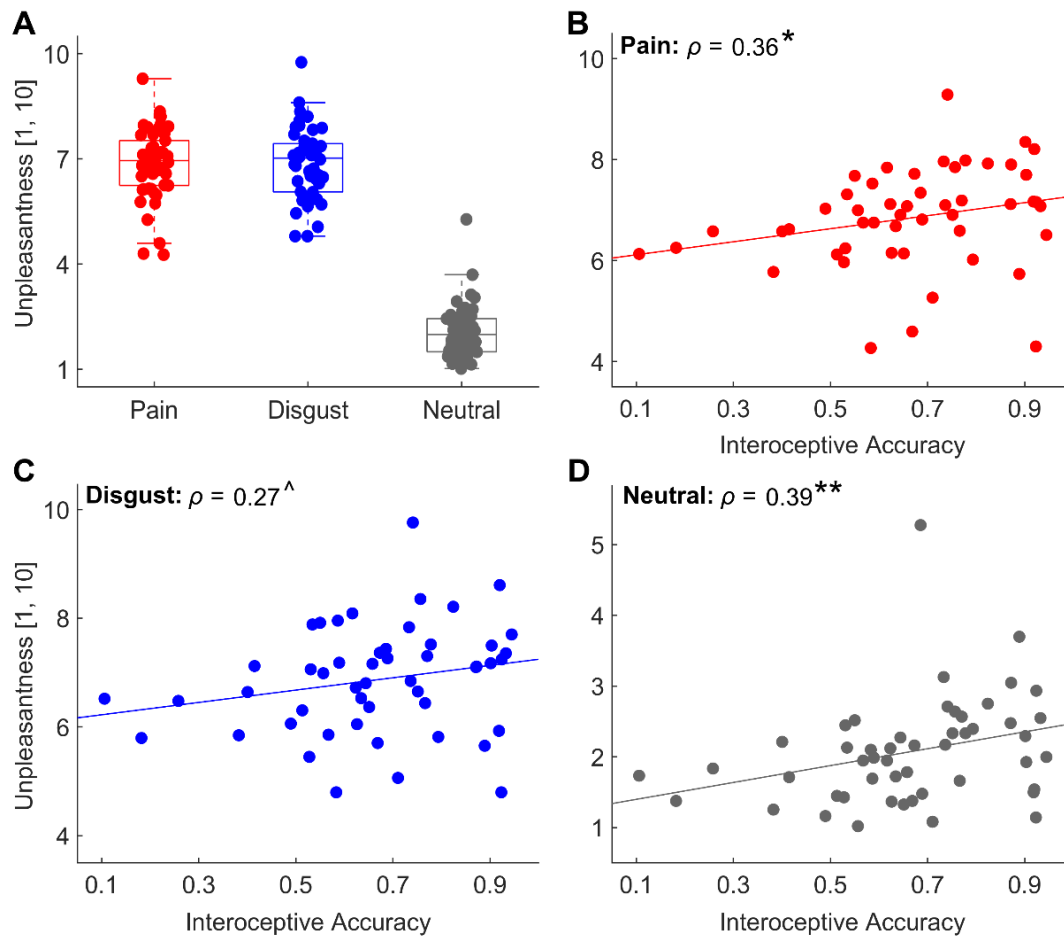 A
Unpleasantness [1, 10]
10
7
4
1
Pain Disgust Neutral
B
Pain: ρ = 0.36*
10
8
6
4
0.1 0.3 0.5 0.7 0.9
Interoceptive Accuracy
C
Disgust: ρ = 0.27^
Unpleasantness [1, 10]
10
8
6
4
0.1 0.3 0.5 0.7 0.9
Interoceptive Accuracy
D
Neutral: ρ = 0.39**
5
4
3
2
1
0.1 0.3 0.5 0.7 0.9
Interoceptive Accuracy